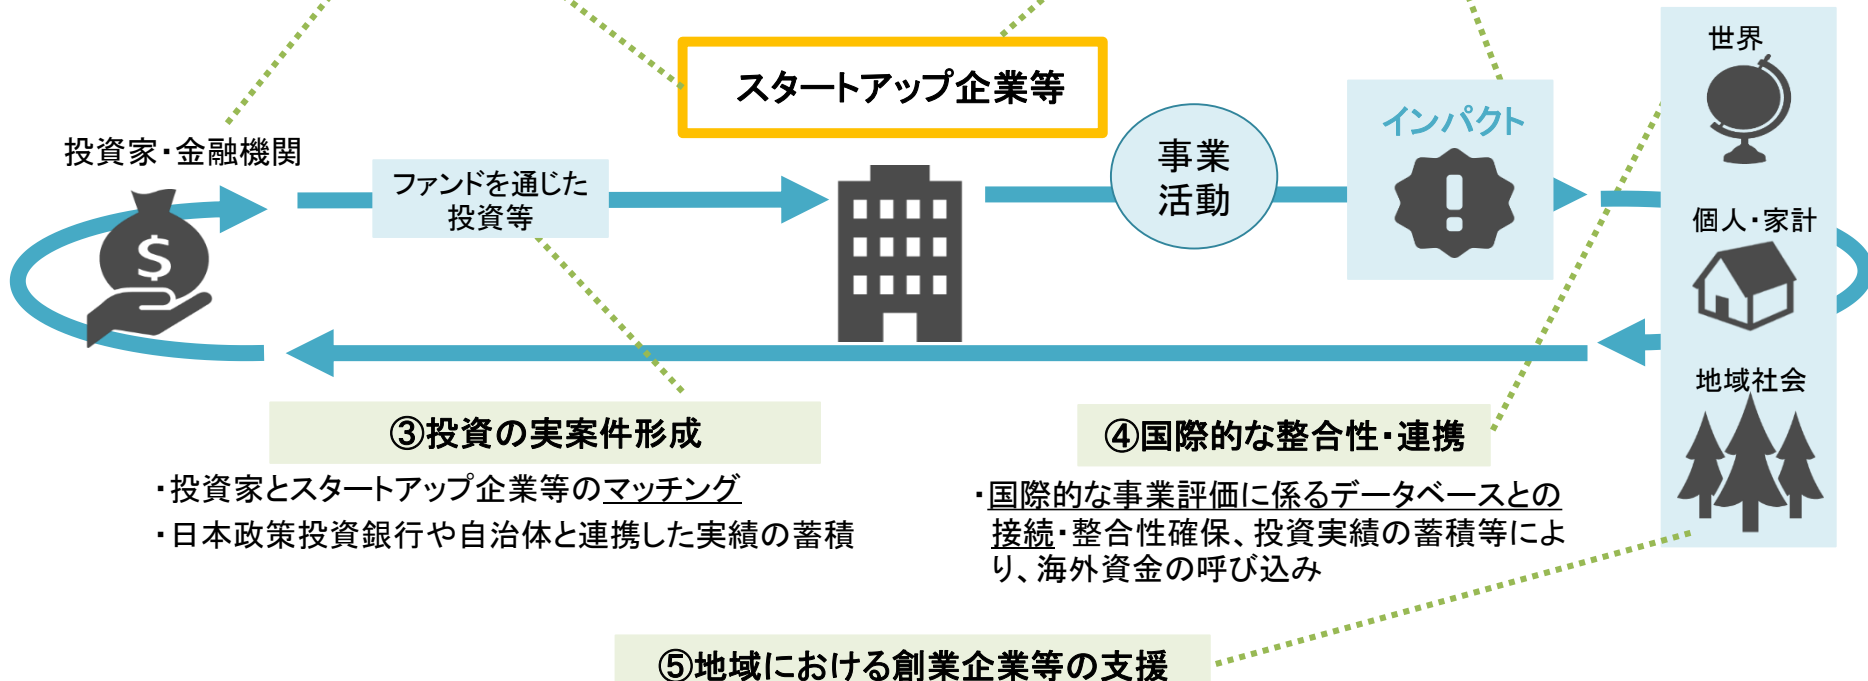 世界
スタートアップ企業等
インパクト
投資家・金融機関
事業
活動
ファンドを通じた
投資等
個人・家計
$
地域社会
③投資の実案件形成
・投資家とスタートアップ企業等のマッチング
・日本政策投資銀行や自治体と連携した実績の蓄積
④国際的な整合性・連携
・国際的な事業評価に係るデータベースとの
接続・整合性確保、投資実績の蓄積等によ
り、海外資金の呼び込み
⑤地域における創業企業等の支援